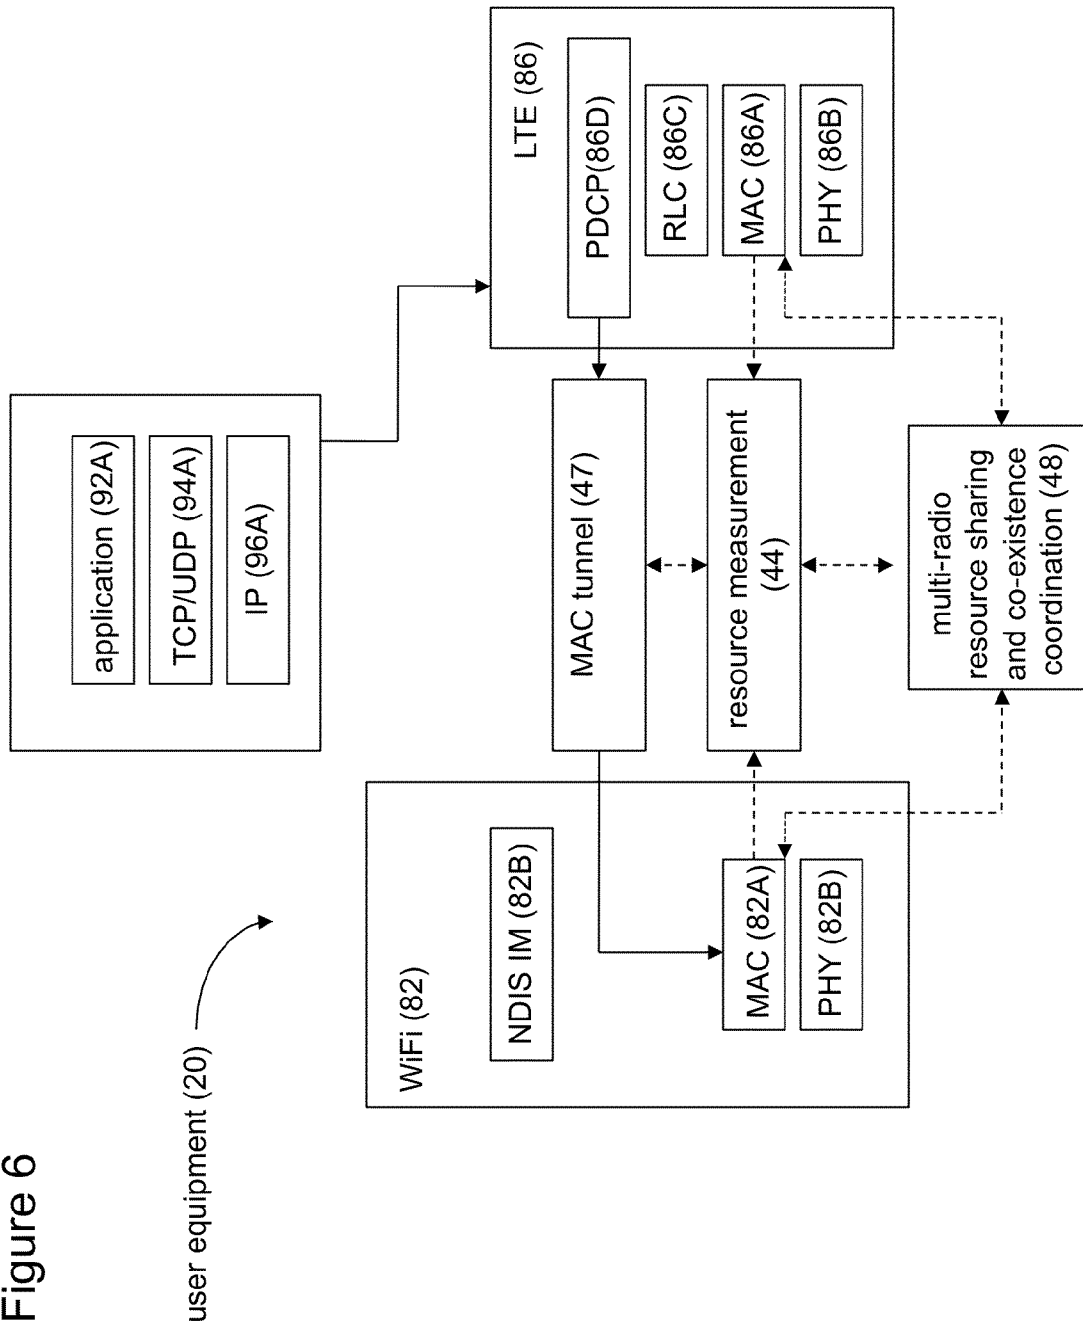 Figure 6
user equipment (20)
application (92A)
TCP/UDP (94A)
IP (96A)
WiFi (82)
NDIS IM (82B)
MAC (82A)
PHY (82B)
MAC tunnel (47)
resource measurement
(44)
multi-radio
resource sharing
and co-existence
coordination (48)
LTE (86)
PDCP(86D)
RLC (86C)
MAC (86A)
PHY (86B)